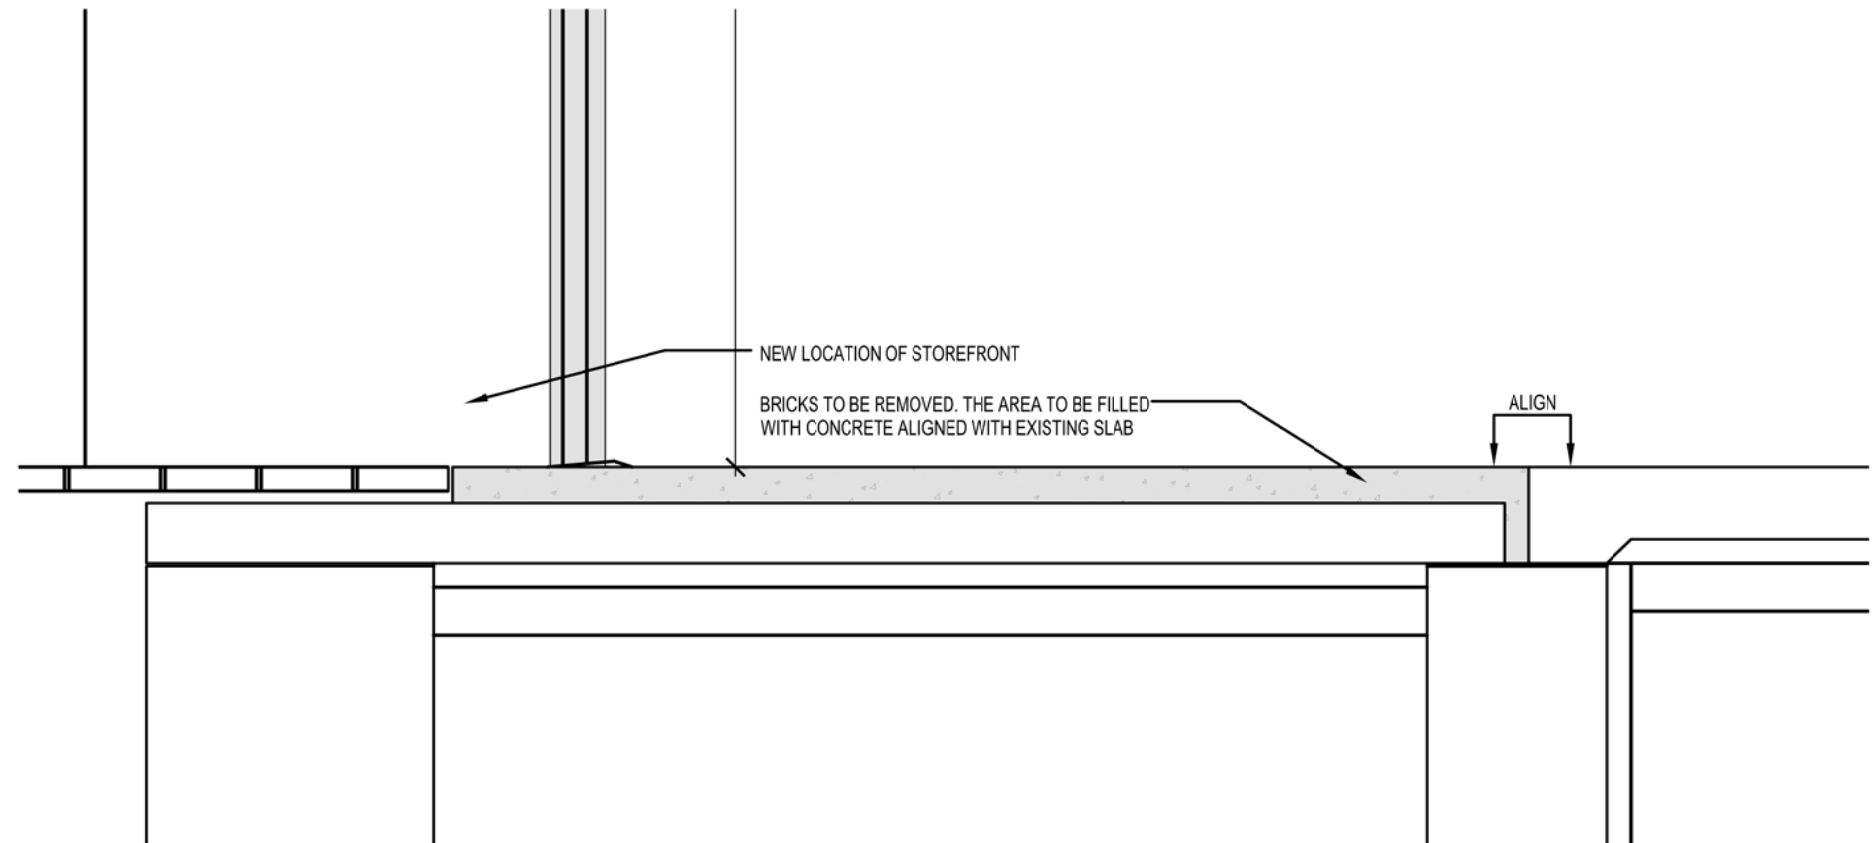 NEW LOCATION OF STOREFRONT
BRICKS TO BE REMOVED. THE AREA TO BE FILLED
WITH CONCRETE ALIGNED WITH EXISTING SLAB
ALIGN